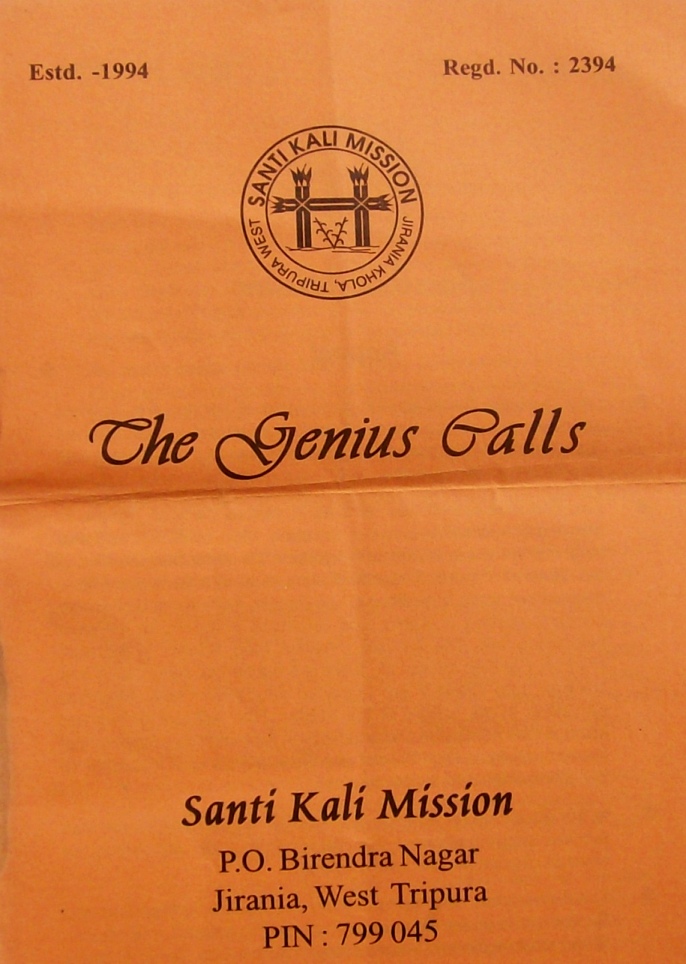 Estd. -1994
Regd. No. : 2394
SANTI KALI MISSION
JIRANIA KHOLA, TRIPURA WEST
The Genius Calls
Santi Kali Mission
P.O. Birendra Nagar
Jirania, West Tripura
PIN : 799 045